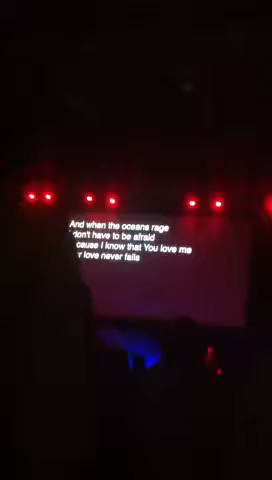 And when the oceans rage
don't have to be afraid
cause I know that You love me
r love never fails